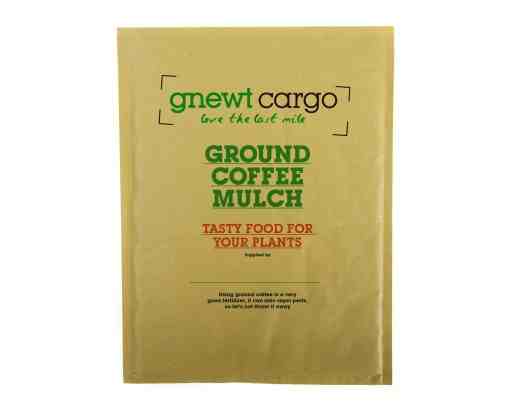 gnewt cargo
love the last mile
GROUND
COFFEE
MULCH
TASTY FOOD FOR
YOUR PLANTS
Supplied by
Using ground coffee is a very
good fertilizer, it can also repel pests,
so let's not throw it away